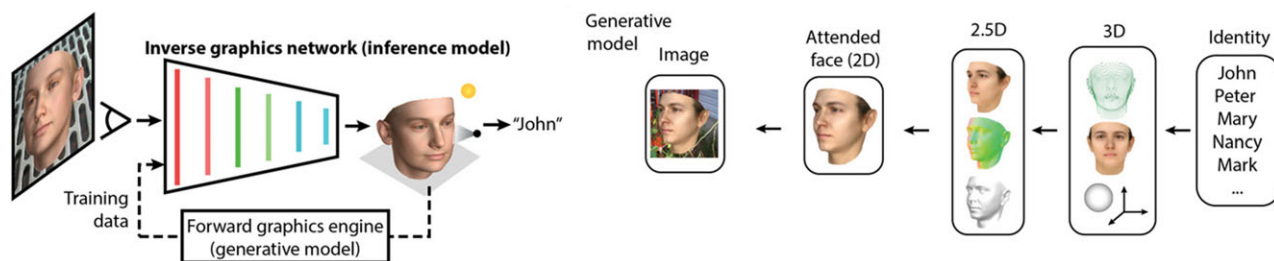 Inverse graphics network (inference model)
"John"
Training
data
Forward graphics engine
(generative model)
Generative
model
Image
Attended
face (2D)
2.5D
3D
Identity
John
Peter
Mary
Nancy
Mark
...